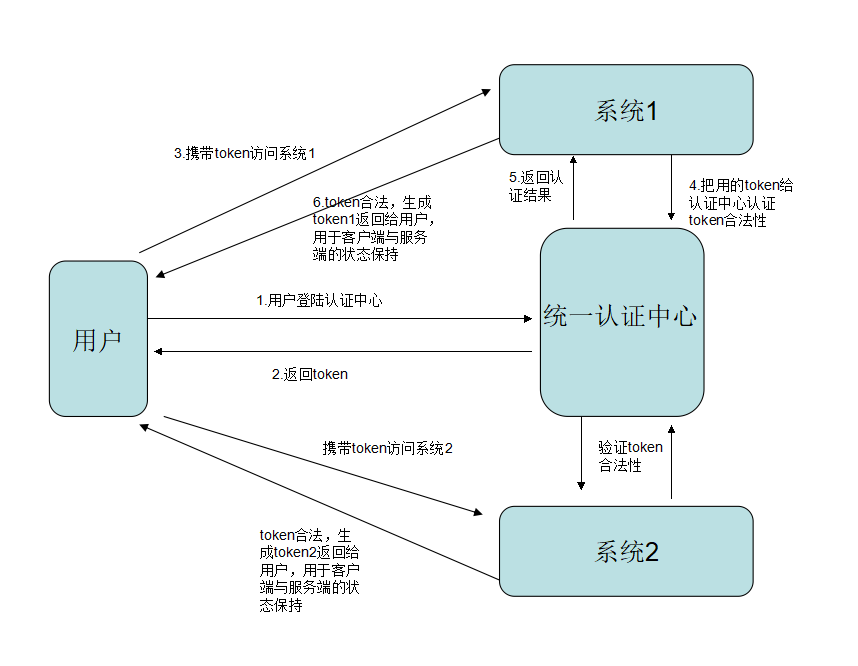 系统1
3.携带token访问系统1
5.返回认
证结果
4.把用的token给
认证中心认证
token合法性
6.token合法，生成
token1返回给用户，
用于客户端与服务
端的状态保持
1.用户登陆认证中心
用户
统一认证中心
2.返回token
携带token访问系统2
验证token
合法性
token合法，生
成token2返回给
用户，用于客户
端与服务端的状
态保持
系统2